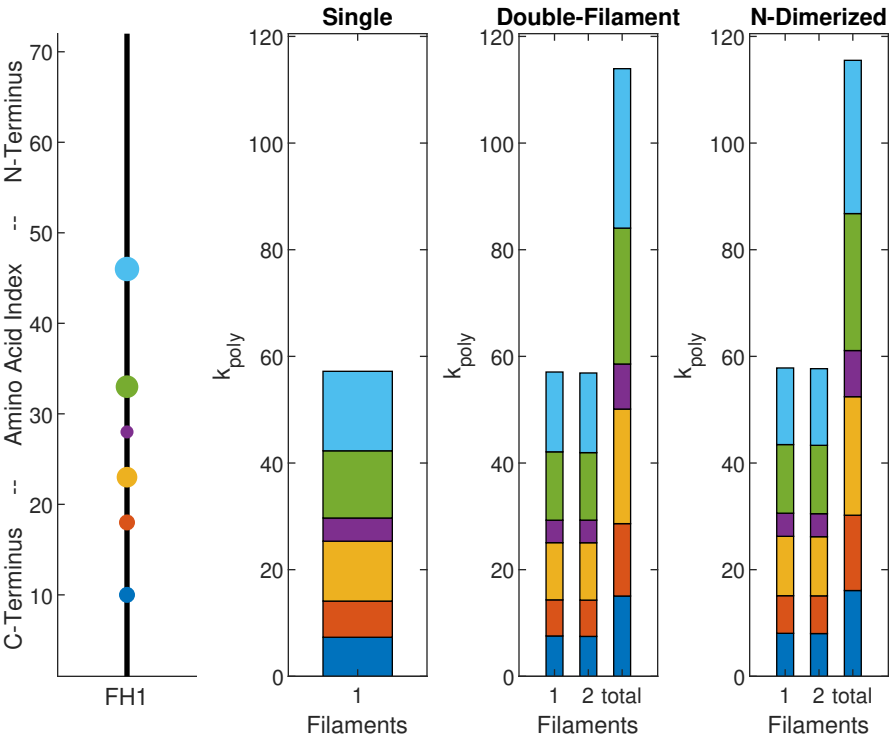 Single
Double-Filament
N-Dimerized
C-Terminus -- Amino Acid Index -- N-Terminus
70
60
50
40
30
20
10
FH1
k_poly
120
100
80
60
40
20
0
1
Filaments
k_poly
120
100
80
60
40
20
0
1 2 total
Filaments
k_poly
120
100
80
60
40
20
0
1 2 total
Filaments